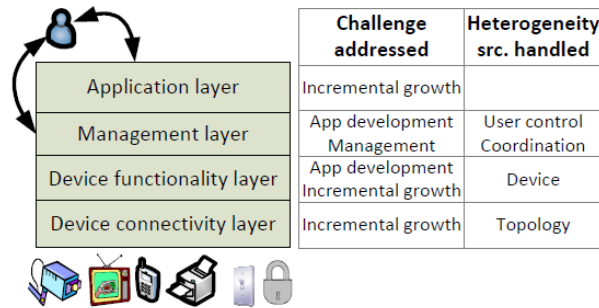 Challenge addressed
Heterogeneity src. handled
Application layer
Incremental growth
Management layer
App development
Management
User control
Coordination
Device functionality layer
App development
Incremental growth
Device
Device connectivity layer
Incremental growth
Topology